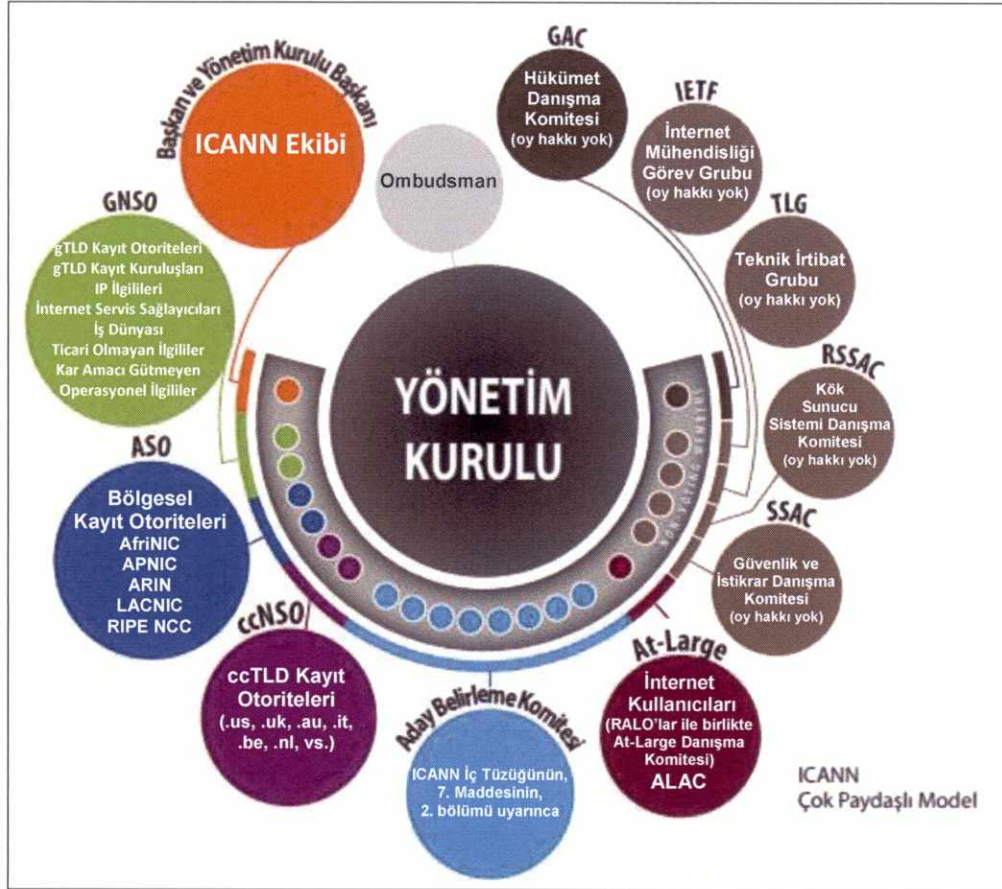 Başkan ve Yönetim Kurulu Başkanı
ICANN Ekibi
Ombudsman
GAC
Hükümet
Danışma
Komitesi
(oy hakkı yok)
IETF
İnternet
Mühendisliği
Görev Grubu
(oy hakkı yok)
TLG
Teknik İrtibat
Grubu
(oy hakkı yok)
RSSAC
Kök
Sunucu
Sistemi Danışma
Komitesi
(oy hakkı yok)
SSAC
Güvenlik ve
İstikrar Danışma
Komitesi
(oy hakkı yok)
GNSO
gTLD Kayıt Otoriteleri
gTLD Kayıt Kuruluşları
IP İlgilileri
İnternet Servis Sağlayıcıları
İş Dünyası
Ticari Olmayan İlgililer
Kar Amacı Gütmeyen
Operasyonel İlgililer
YÖNETİM
KURULU
NON-VOTING MEMBERS
ASO
Bölgesel
Kayıt Otoriteleri
AfriNIC
APNIC
ARIN
LACNIC
RIPE NCC
ccNSO
ccTLD Kayıt
Otoriteleri
(.us, .uk, .au, .it,
.be, .nl, vs.)
Aday Belirleme Komitesi
ICANN İç Tüzüğünün,
7. Maddesinin,
2. bölümü uyarınca
At-Large
İnternet
Kullanıcıları
(RALO'lar ile birlikte
At-Large Danışma
Komitesi)
ALAC
ICANN
Çok Paydaşlı Model